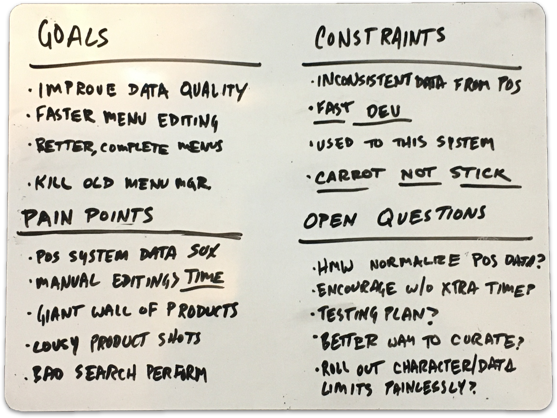 GOALS
· IMPROVE DATA QUALITY
· FASTER MENU EDITING
· BETTER, COMPLETE MENUS
· KILL OLD MENU MGR.
PAIN POINTS
· POS SYSTEM DATA SUX
· MANUAL EDITING> TIME
· GIANT WALL OF PRODUCTS
· LOUSY PRODUCT SHOTS
· BAD SEARCH PERFORM
CONSTRAINTS
· INCONSISTENT DATA FROM POS
· FAST DEV
· USED TO THIS SYSTEM
· CARROT NOT STICK
OPEN QUESTIONS
· HMW NORMALIZE POS DATA?
· ENCOURAGE W/O XTRA TIME?
· TESTING PLAN?
· BETTER WAY TO CURATE?
· ROLL OUT CHARACTER/DATA
LIMITS PAINLESSLY?